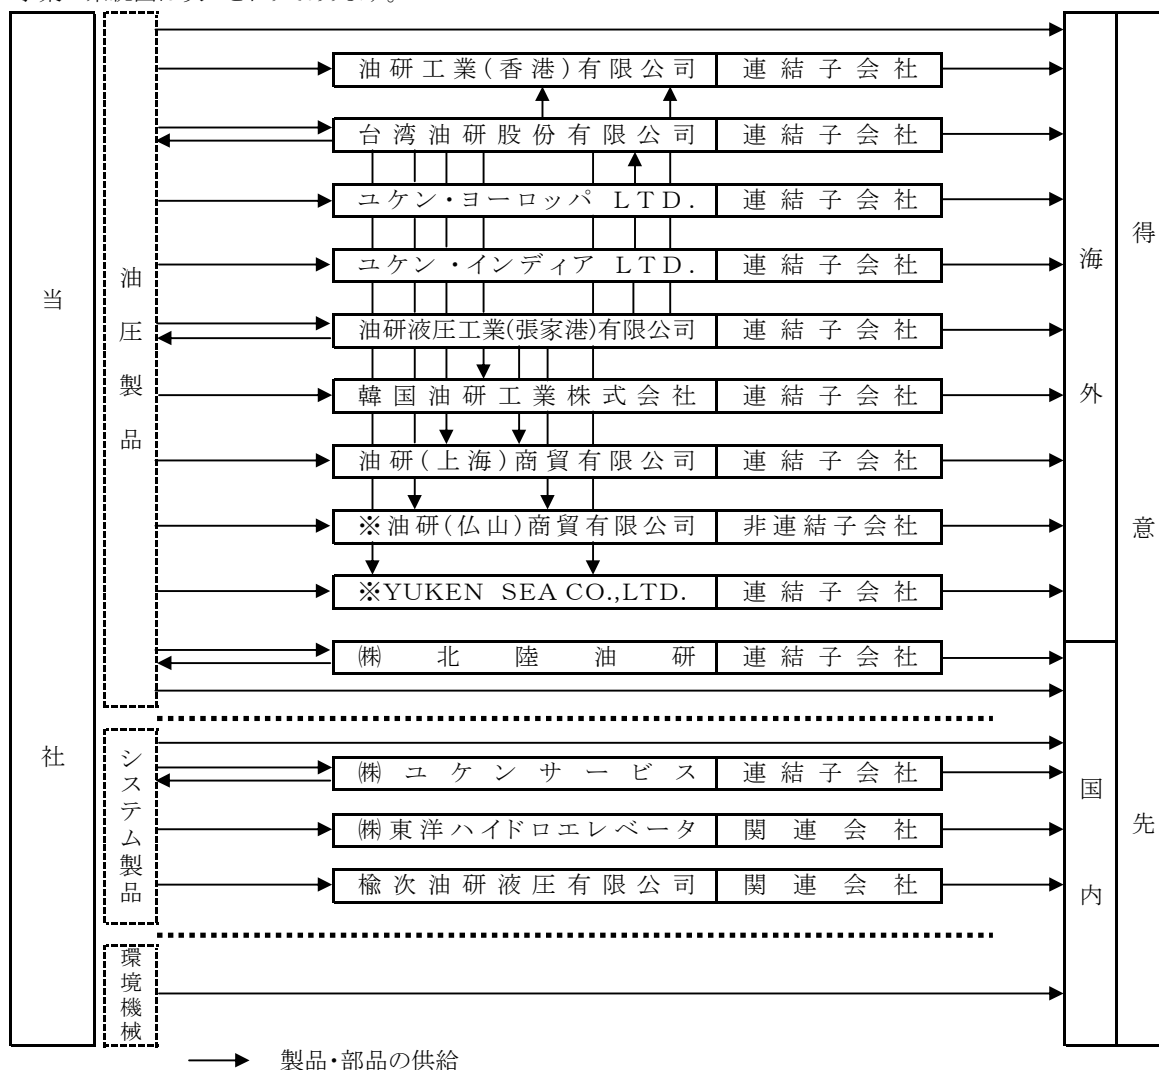 当社
油圧製品
油研工業(香港)有限公司 連結子会社
台湾油研股份有限公司 連結子会社
ユケン・ヨーロッパ LTD. 連結子会社
ユケン・インディア LTD. 連結子会社
油研液圧工業(張家港)有限公司 連結子会社
韓国油研工業株式会社 連結子会社
油研(上海)商貿有限公司 連結子会社
※油研(仏山)商貿有限公司 非連結子会社
※YUKEN SEA CO.,LTD. 連結子会社
㈱北陸油研 連結子会社
システム製品
㈱ユケンサービス 連結子会社
㈱東洋ハイドロエレベータ 関連会社
楡次油研液圧有限公司 関連会社
環境機械
海外
国内
得意先
製品・部品の供給